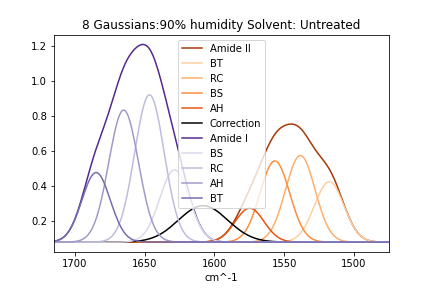 8 Gaussians:90% humidity Solvent: Untreated
1.2
1.0
0.8
0.6
0.4
0.2
Amide II
BT
RC
BS
AH
Correction
Amide I
BS
RC
AH
BT
1700 1650 1600 1550 1500
cm^-1